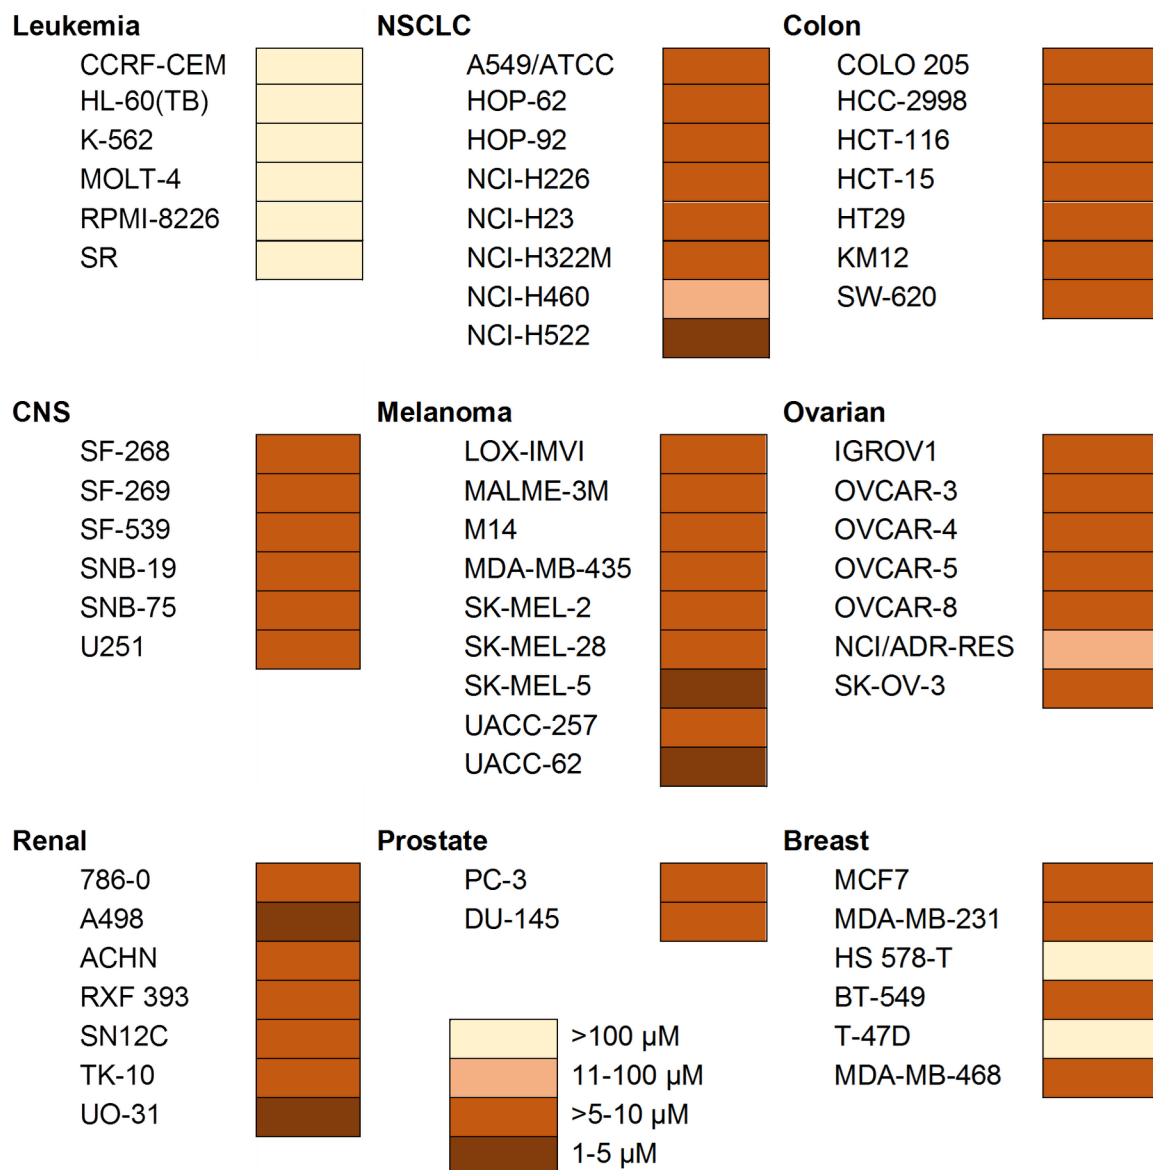 Leukemia
CCRF-CEM
HL-60(TB)
K-562
MOLT-4
RPMI-8226
SR
NSCLC
A549/ATCC
HOP-62
HOP-92
NCI-H226
NCI-H23
NCI-H322M
NCI-H460
NCI-H522
Colon
COLO 205
HCC-2998
HCT-116
HCT-15
HT29
KM12
SW-620
CNS
SF-268
SF-269
SF-539
SNB-19
SNB-75
U251
Melanoma
LOX-IMVI
MALME-3M
M14
MDA-MB-435
SK-MEL-2
SK-MEL-28
SK-MEL-5
UACC-257
UACC-62
Ovarian
IGROV1
OVCAR-3
OVCAR-4
OVCAR-5
OVCAR-8
NCI/ADR-RES
SK-OV-3
Renal
786-0
A498
ACHN
RXF 393
SN12C
TK-10
UO-31
Prostate
PC-3
DU-145
>100 µM
11-100 µM
>5-10 µM
1-5 µM
Breast
MCF7
MDA-MB-231
HS 578-T
BT-549
T-47D
MDA-MB-468